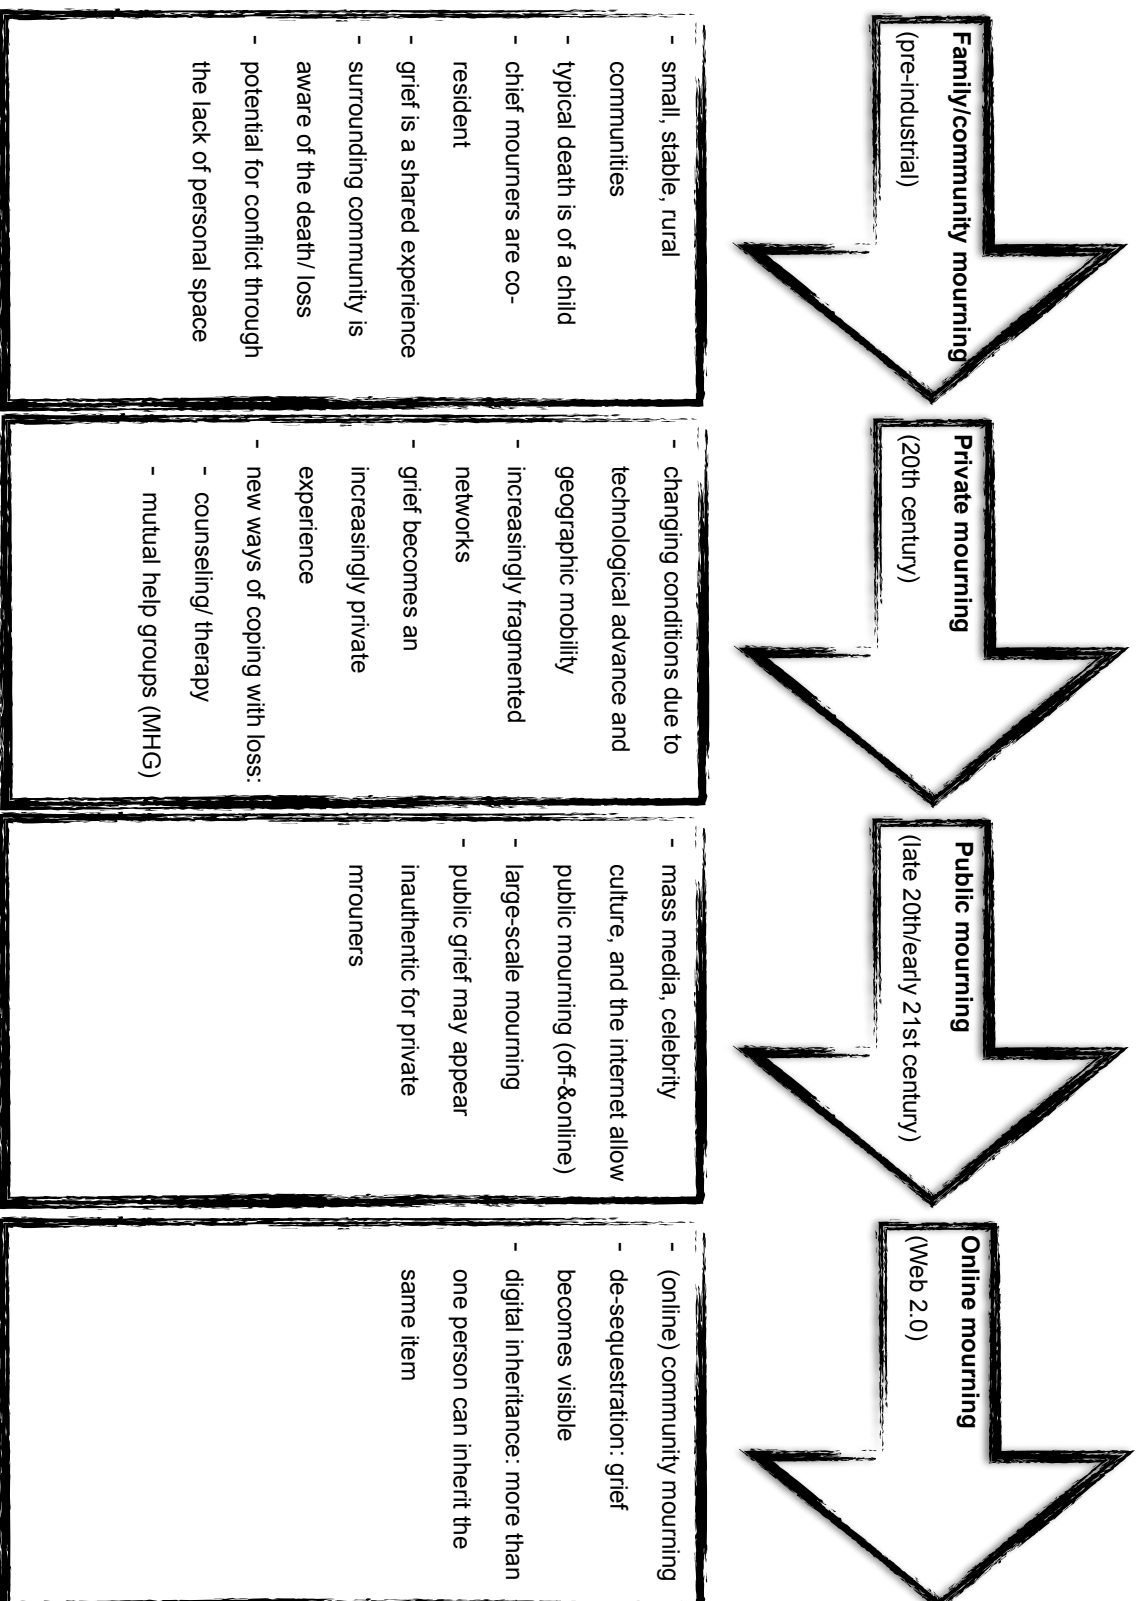 Family/community mourning
(pre-industrial)
- small, stable, rural
communities
- typical death is of a child
- chief mourners are co-
resident
- grief is a shared experience
- surrounding community is
aware of the death/ loss
- potential for conflict through
the lack of personal space
Private mourning
(20th century)
- changing conditions due to
technological advance and
geographic mobility
- increasingly fragmented
networks
- grief becomes an
increasingly private
experience
- new ways of coping with loss:
- counseling/ therapy
- mutual help groups (MHG)
Public mourning
(late 20th/early 21st century)
- mass media, celebrity
culture, and the internet allow
public mourning (off-&online)
- large-scale mourning
- public grief may appear
inauthentic for private
mrouners
Online mourning
(Web 2.0)
- (online) community mourning
- de-sequestration: grief
becomes visible
- digital inheritance: more than
one person can inherit the
same item